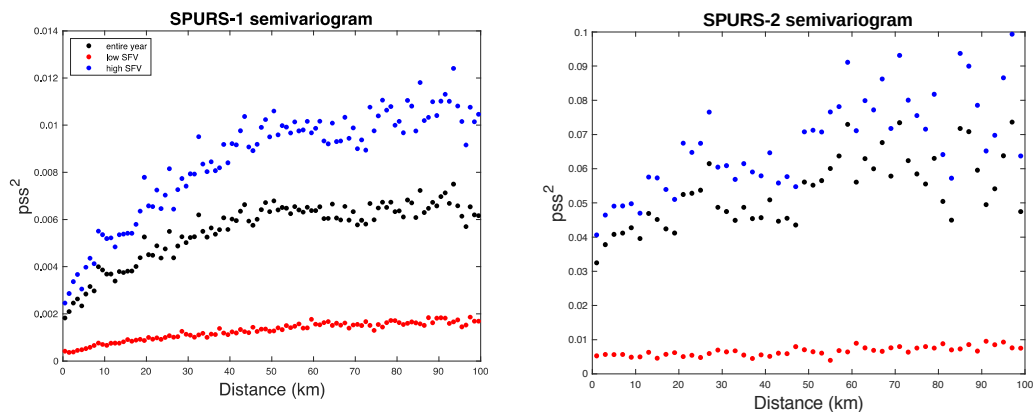 SPURS-1 semivariogram
0.014
0.012
0.01
0.008
0.006
0.004
0.002
0
pss²
entire year
low SFV
high SFV
0 10 20 30 40 50 60 70 80 90 100
Distance (km)
SPURS-2 semivariogram
0.1
0.09
0.08
0.07
0.06
0.05
0.04
0.03
0.02
0.01
0
pss²
0 10 20 30 40 50 60 70 80 90 100
Distance (km)